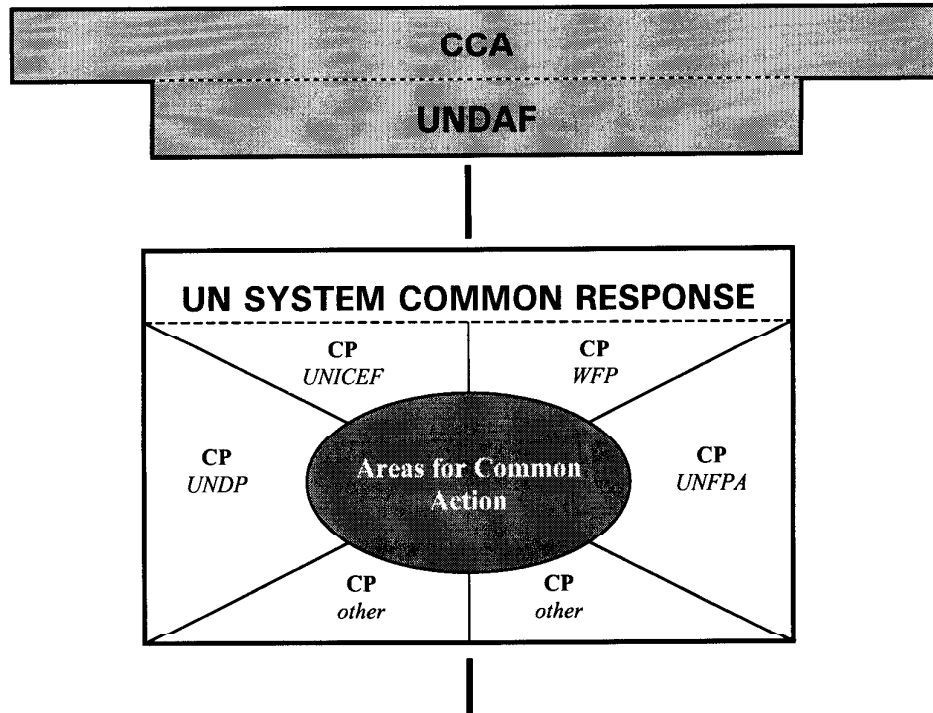 CCA
UNDAF
UN SYSTEM COMMON RESPONSE
CP
UNICEF
CP
WFP
CP
UNDP
Areas for Common
Action
CP
UNFPA
CP
other
CP
other